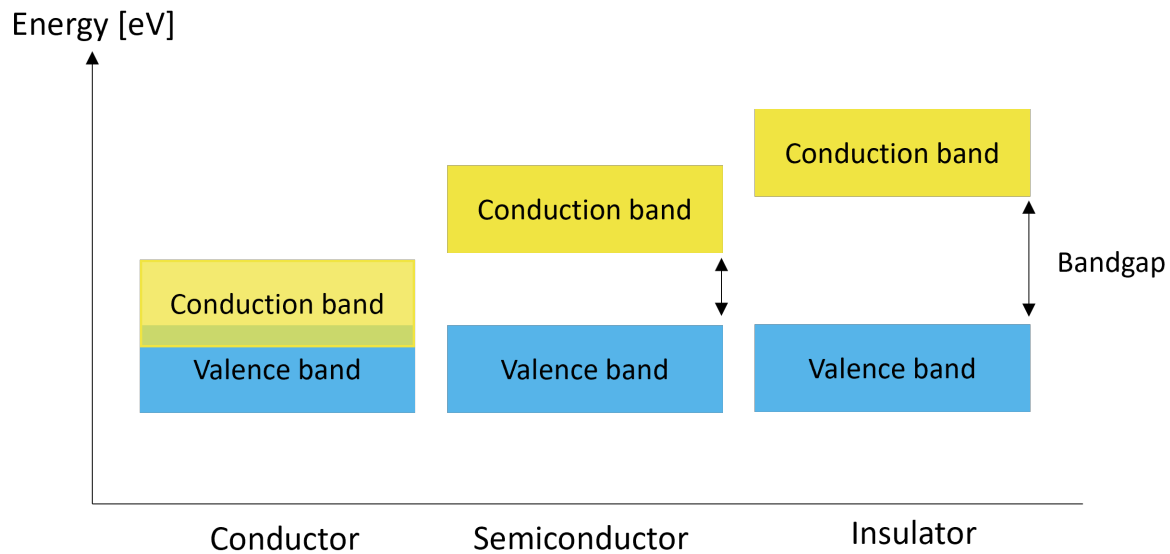 Energy [eV]
Conduction band
Conduction band
Bandgap
Conduction band
Valence band
Valence band
Valence band
Conductor
Semiconductor
Insulator